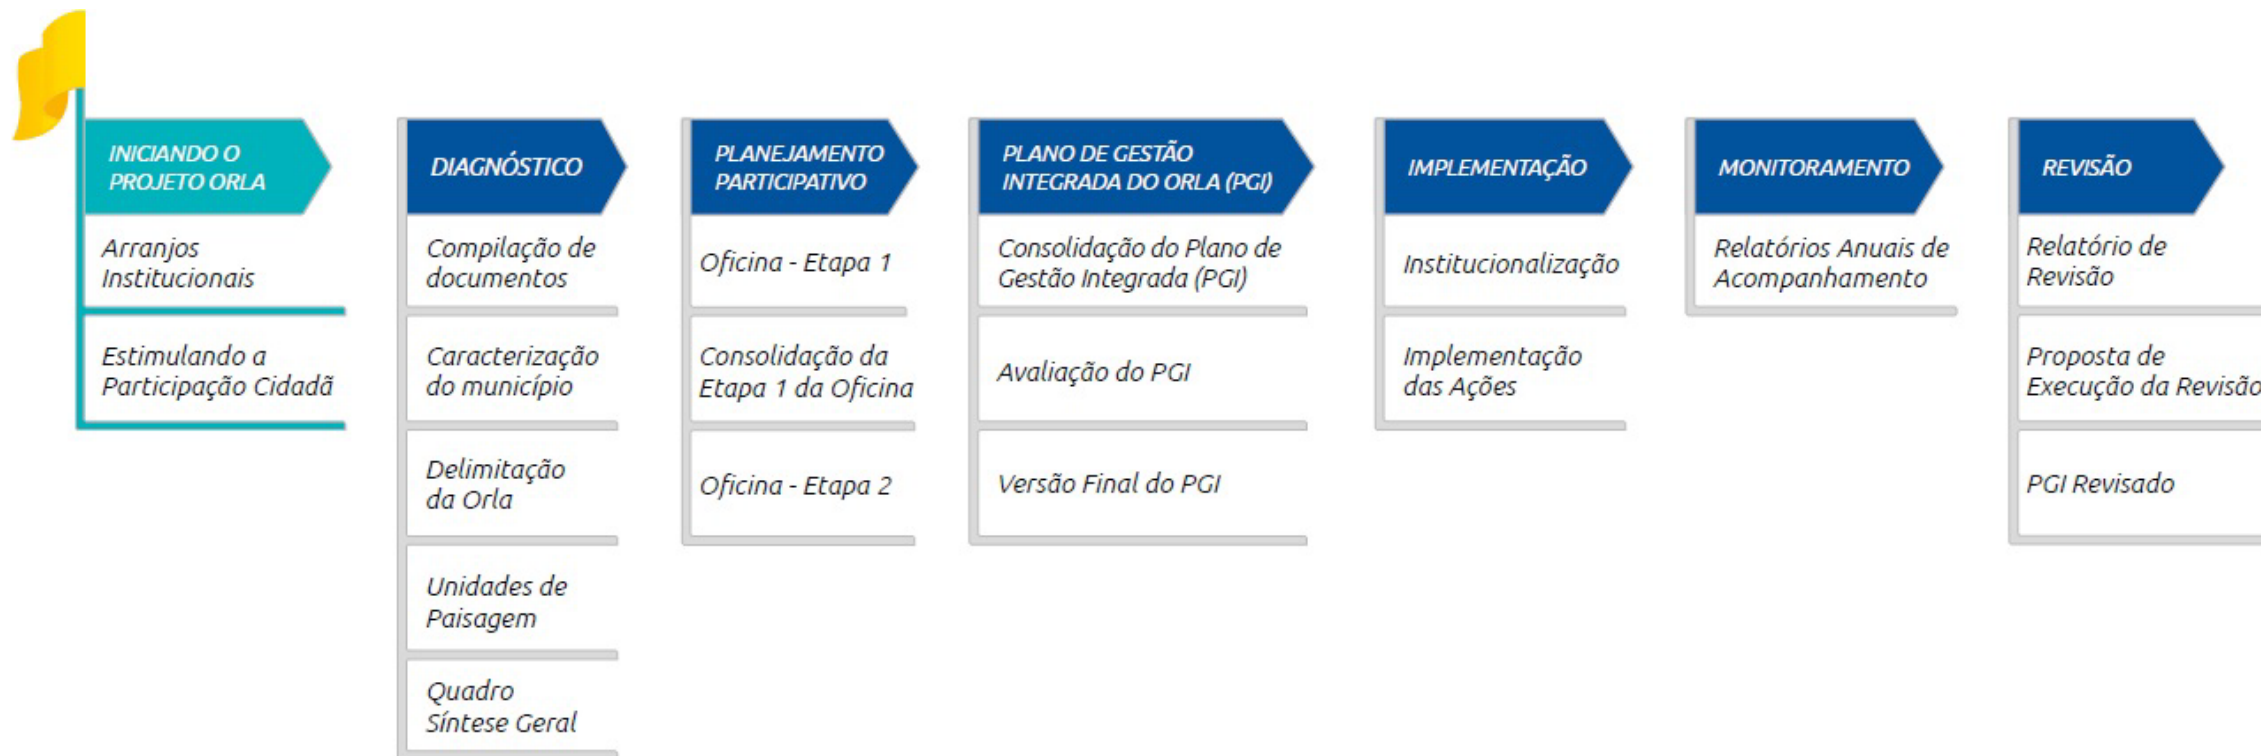 INICIANDO O
PROJETO ORLA
Arranjos
Institucionais
Estimulando a
Participação Cidadã
DIAGNÓSTICO
Compilação de
documentos
Caracterização
do município
Delimitação
da Orla
Unidades de
Paisagem
Quadro
Síntese Geral
PLANEJAMENTO
PARTICIPATIVO
Oficina - Etapa 1
Consolidação da
Etapa 1 da Oficina
Oficina - Etapa 2
PLANO DE GESTÃO
INTEGRADA DO ORLA (PGI)
Consolidação do Plano de
Gestão Integrada (PGI)
Avaliação do PGI
Versão Final do PGI
IMPLEMENTAÇÃO
Institucionalização
Implementação
das Ações
MONITORAMENTO
Relatórios Anuais de
Acompanhamento
REVISÃO
Relatório de
Revisão
Proposta de
Execução da Revisão
PGI Revisado